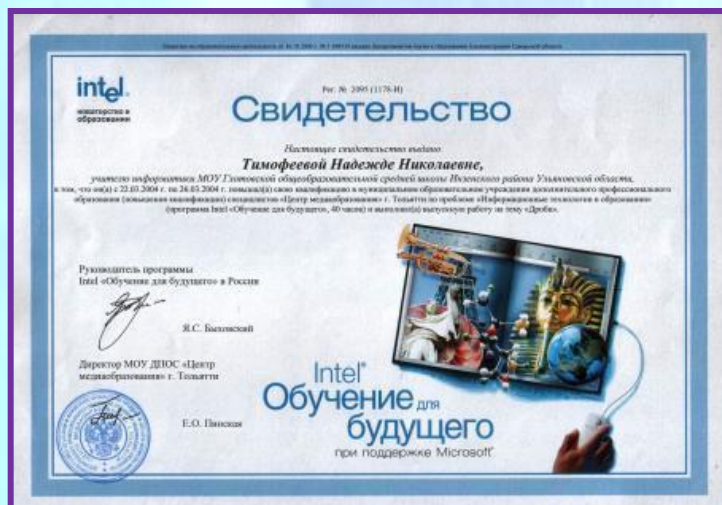 intel.
новаторство в
образовании
Рег. № 2095 (1178-И)
Свидетельство
Настоящее свидетельство выдано
Тимофеевой Надежде Николаевне,
учителю информатики МОУ Глотовской общеобразовательной средней школы Инзенского района Ульяновской области,
в том, что он(а) с 22.03.2004 г. по 26.03.2004 г. повысил(а) свою квалификацию в муниципальном образовательном учреждении дополнительного профессионального
образования (повышения квалификации) специалистов «Центр медиаобразования» г. Тольятти по проблеме «Информационные технологии в образовании»
(программа Intel «Обучение для будущего», 40 часов) и выполнил(а) выпускную работу на тему «Дроби».
Руководитель программы
Intel «Обучение для будущего» в России
Я.С. Быховский
Директор МОУ ДПОС «Центр
медиаобразования» г. Тольятти
Е.О. Пинская
Intel®
Обучение для
будущего
при поддержке Microsoft®